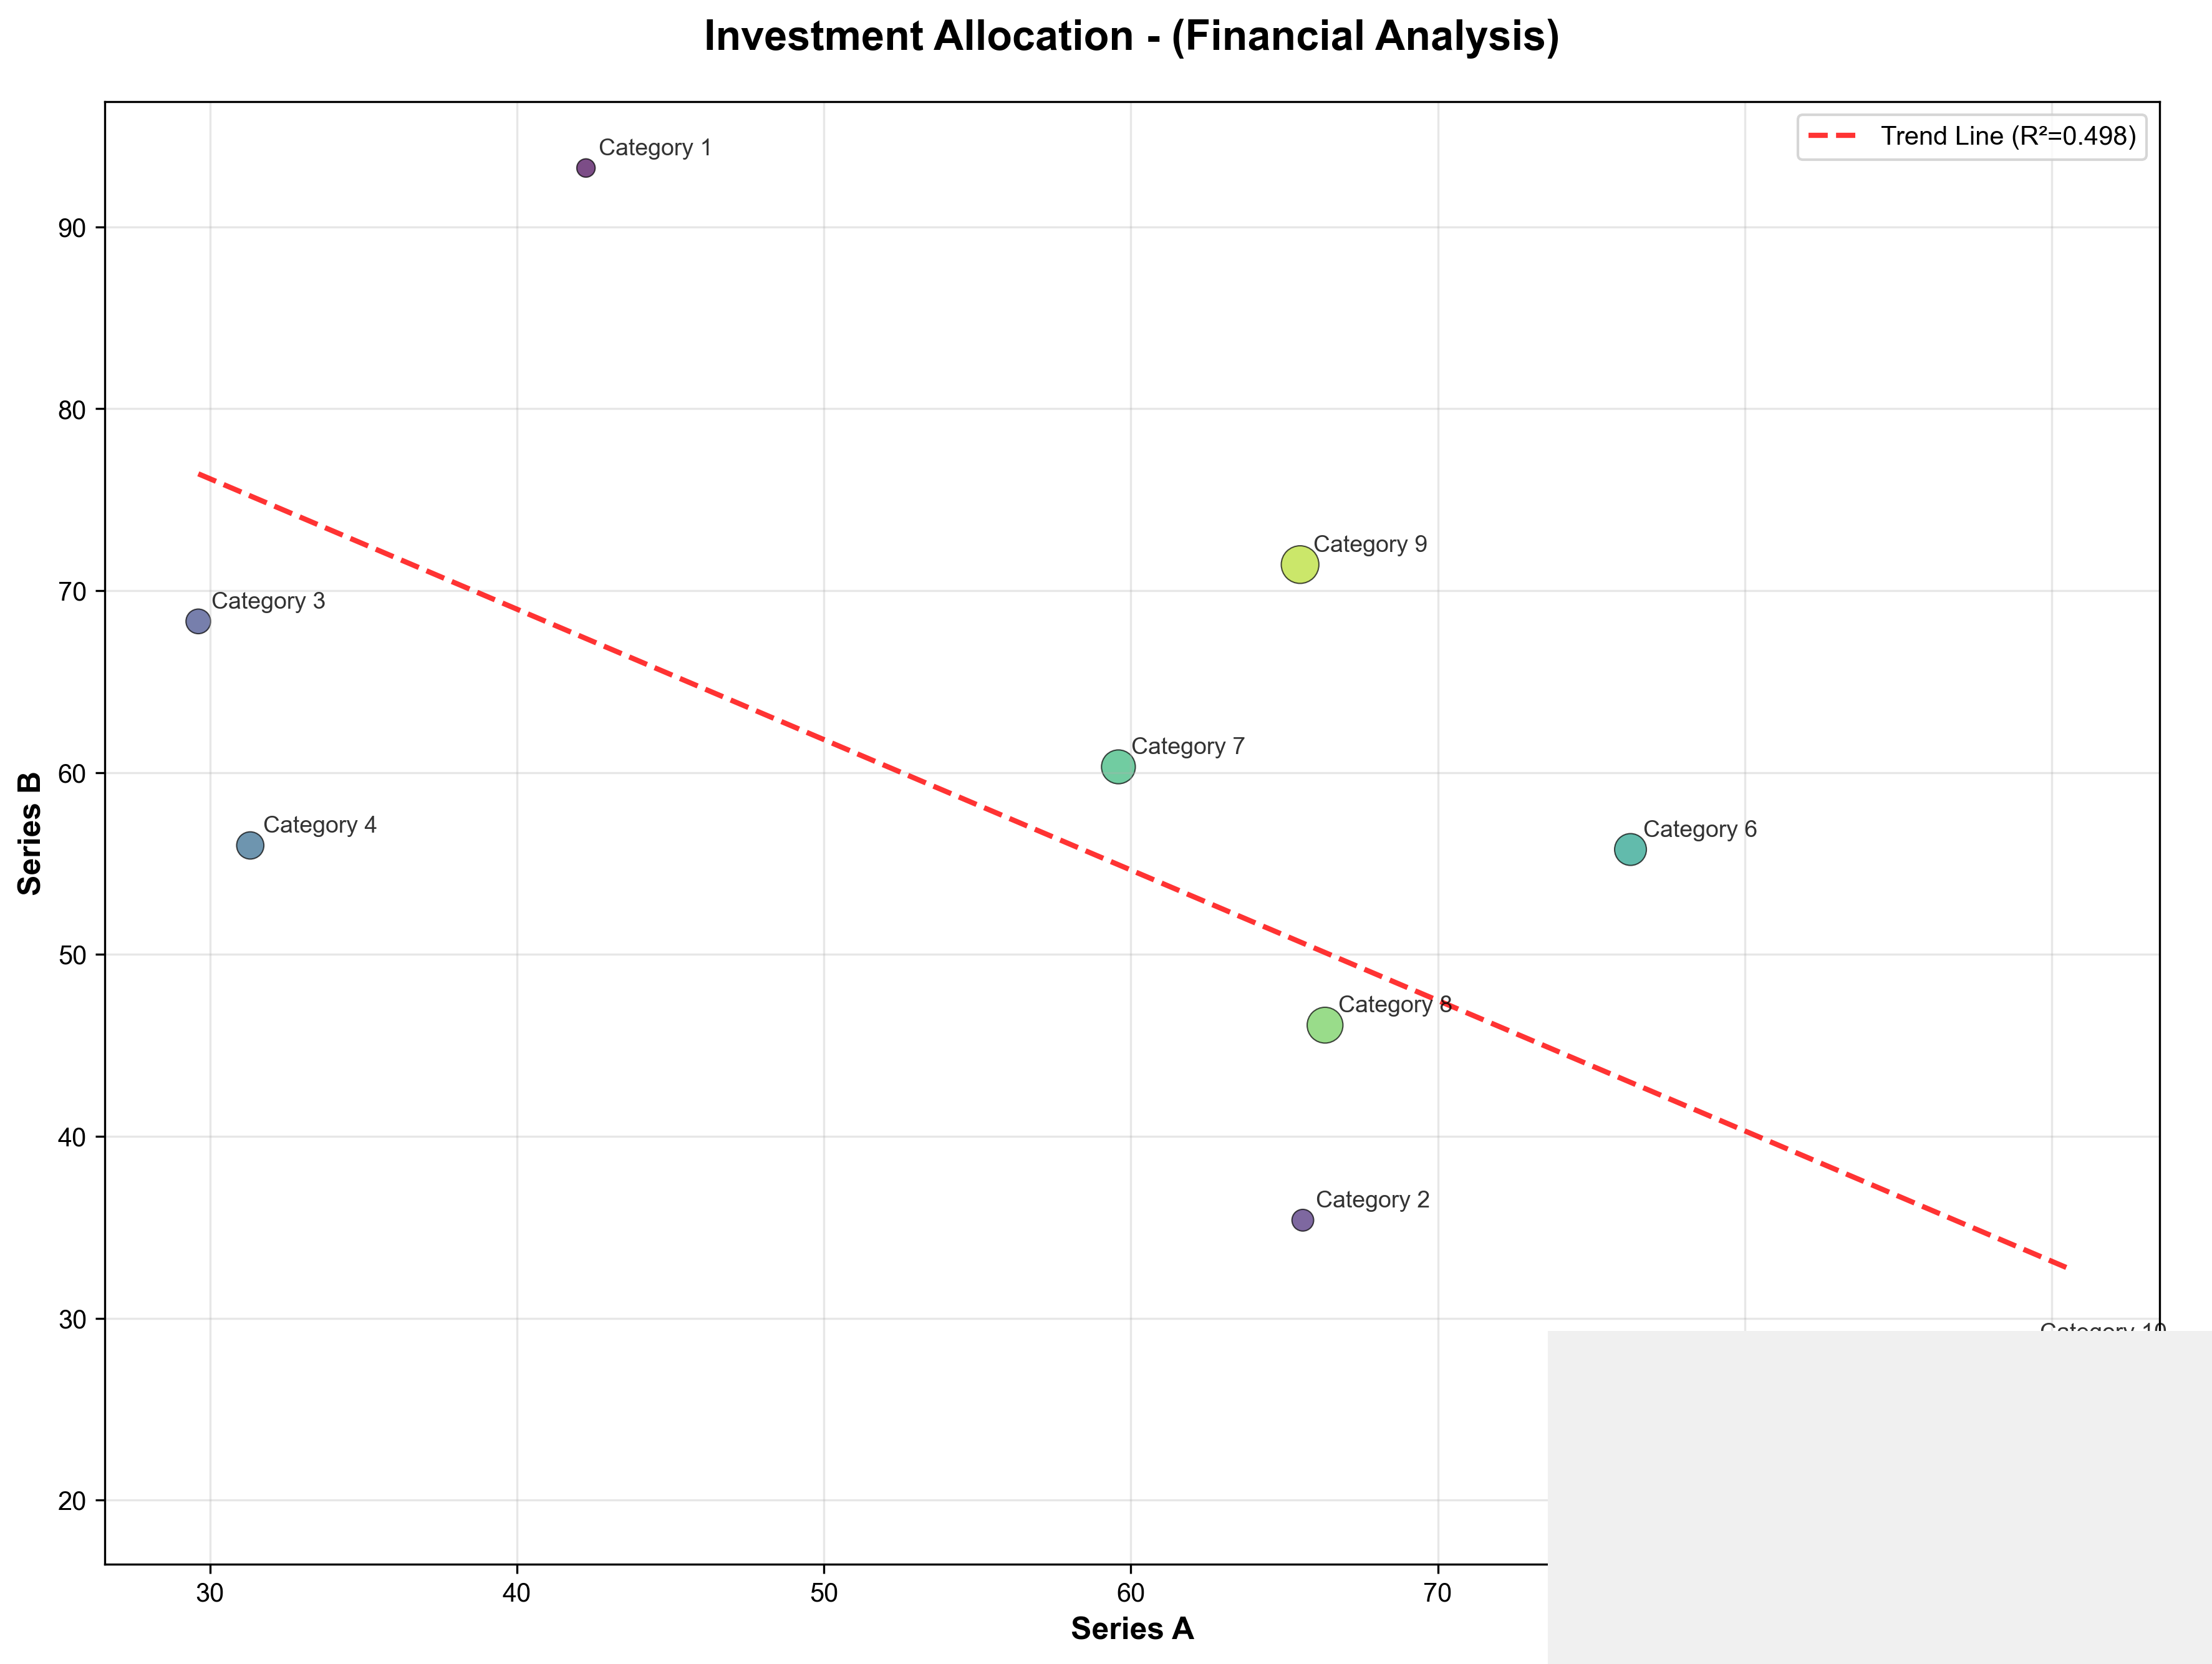 Investment Allocation - (Financial Analysis)
Trend Line (R²=0.498)
Category 1
90
80
Category 9
70
Category 3
Category 7
60
Category 4
Category 6
Series B
50
Category 8
40
Category 2
30
Category 10
20
30 40 50 60 70
Series A